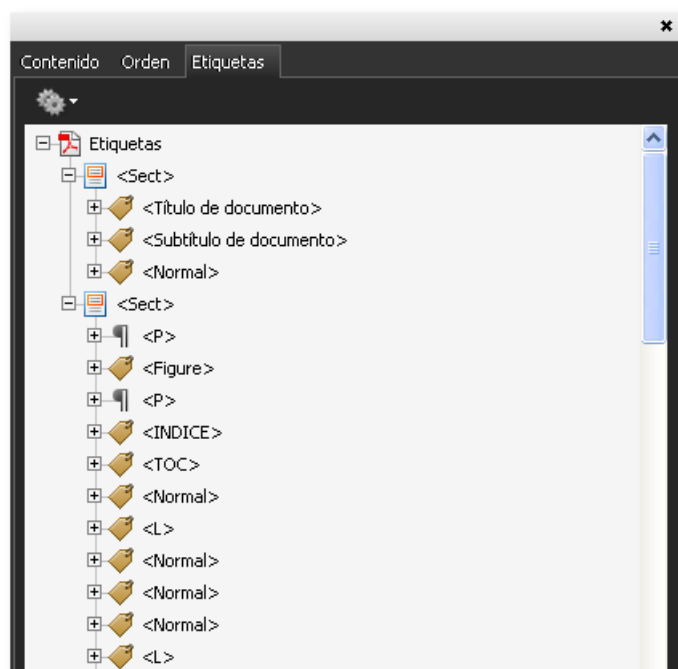 Contenido Orden Etiquetas
Etiquetas
<Sect>
<Título de documento>
<Subtítulo de documento>
<Normal>
<Sect>
<P>
<Figure>
<P>
<INDICE>
<TOC>
<Normal>
<L>
<Normal>
<Normal>
<Normal>
<L>